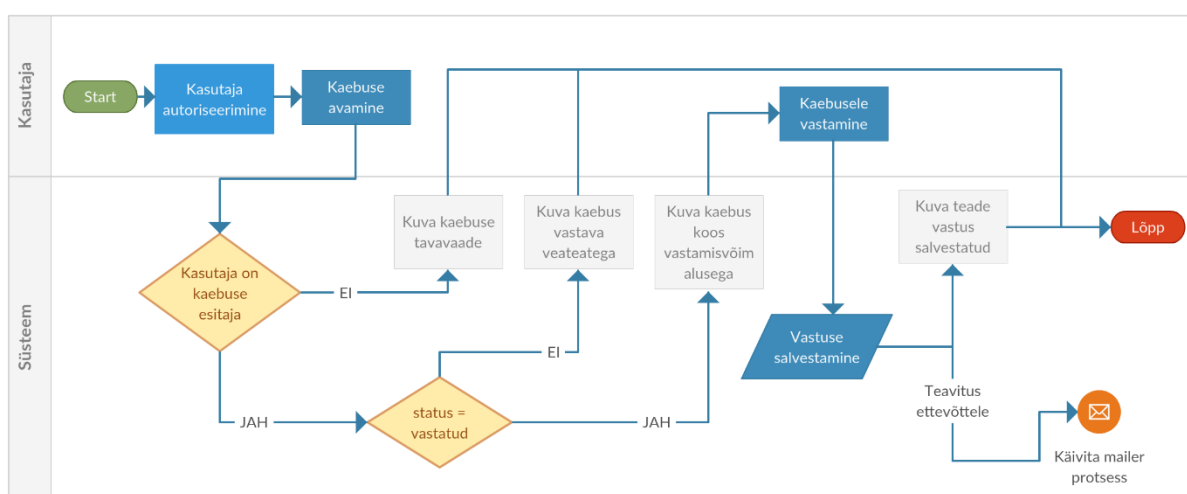 Kasutaja
Start
Kasutaja
autoriseerimine
Kaebuse
avamine
Kaebusele
vastamine
Süsteem
Kuva kaebuse
tavavaade
Kuva kaebus
vastava
veateatega
Kuva kaebus
koos
vastamisvõim
alusega
Kuva teade
vastus
salvestatud
Lõpp
Kasutaja on
kaebuse
esitaja
EI
Vastuse
salvestamine
EI
JAH
status =
vastatud
JAH
Teavitus
ettevõttele
Käivita mailer
protsess